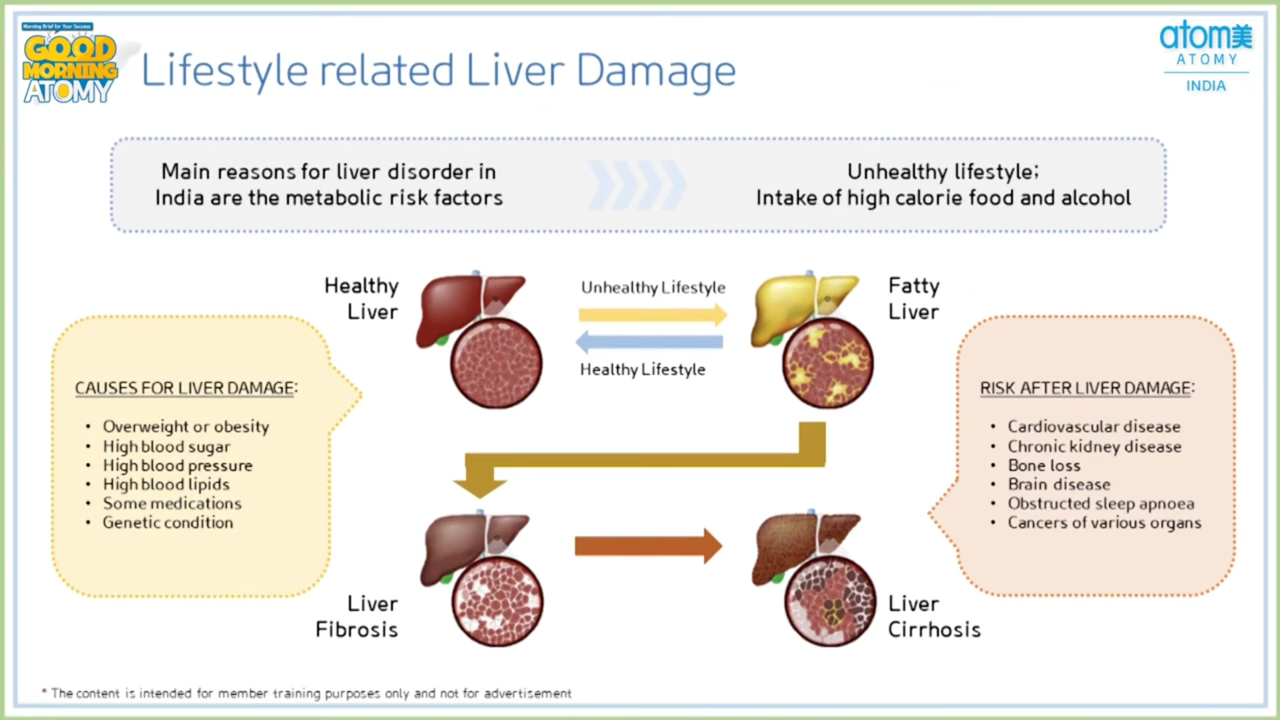 Morning Brief for Your Success
GOOD
MORNING
ATOMY
Lifestyle related Liver Damage
atom美
ATOMY
INDIA
Main reasons for liver disorder in
India are the metabolic risk factors
Unhealthy lifestyle;
Intake of high calorie food and alcohol
Healthy
Liver
Unhealthy Lifestyle
Healthy Lifestyle
Fatty
Liver
CAUSES FOR LIVER DAMAGE:
• Overweight or obesity
• High blood sugar
• High blood pressure
• High blood lipids
• Some medications
• Genetic condition
RISK AFTER LIVER DAMAGE:
• Cardiovascular disease
• Chronic kidney disease
• Bone loss
• Brain disease
• Obstructed sleep apnoea
• Cancers of various organs
Liver
Fibrosis
Liver
Cirrhosis
* The content is intended for member training purposes only and not for advertisement